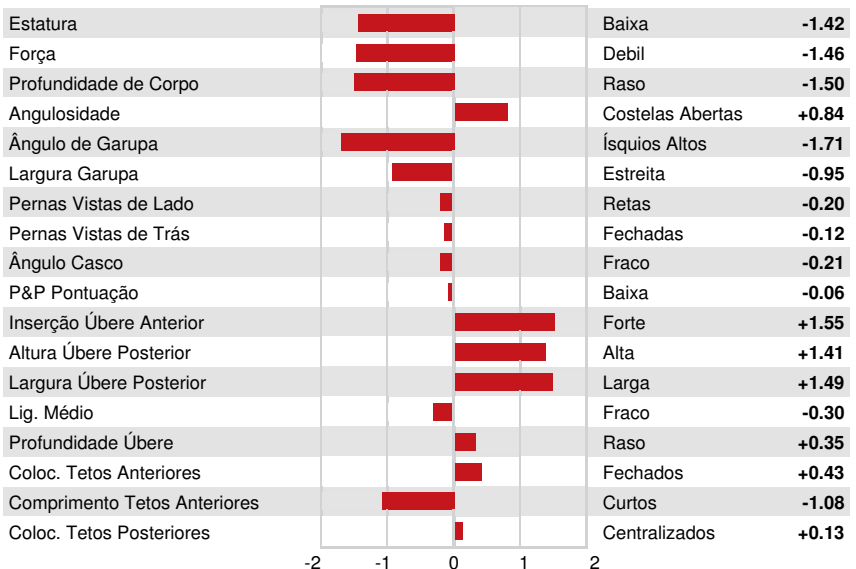 Estatura Baixa -1.42
Força Debil -1.46
Profundidade de Corpo Raso -1.50
Angulosidade Costelas Abertas +0.84
Ângulo de Garupa Ísquios Altos -1.71
Largura Garupa Estreita -0.95
Pernas Vistas de Lado Retas -0.20
Pernas Vistas de Trás Fechadas -0.12
Ângulo Casco Fraco -0.21
P&P Pontuação Baixa -0.06
Inserção Úbere Anterior Forte +1.55
Altura Úbere Posterior Alta +1.41
Largura Úbere Posterior Larga +1.49
Lig. Médio Fraco -0.30
Profundidade Úbere Raso +0.35
Coloc. Tetos Anteriores Fechados +0.43
Comprimento Tetos Anteriores Curtos -1.08
Coloc. Tetos Posteriores Centralizados +0.13
-2 -1 0 1 2